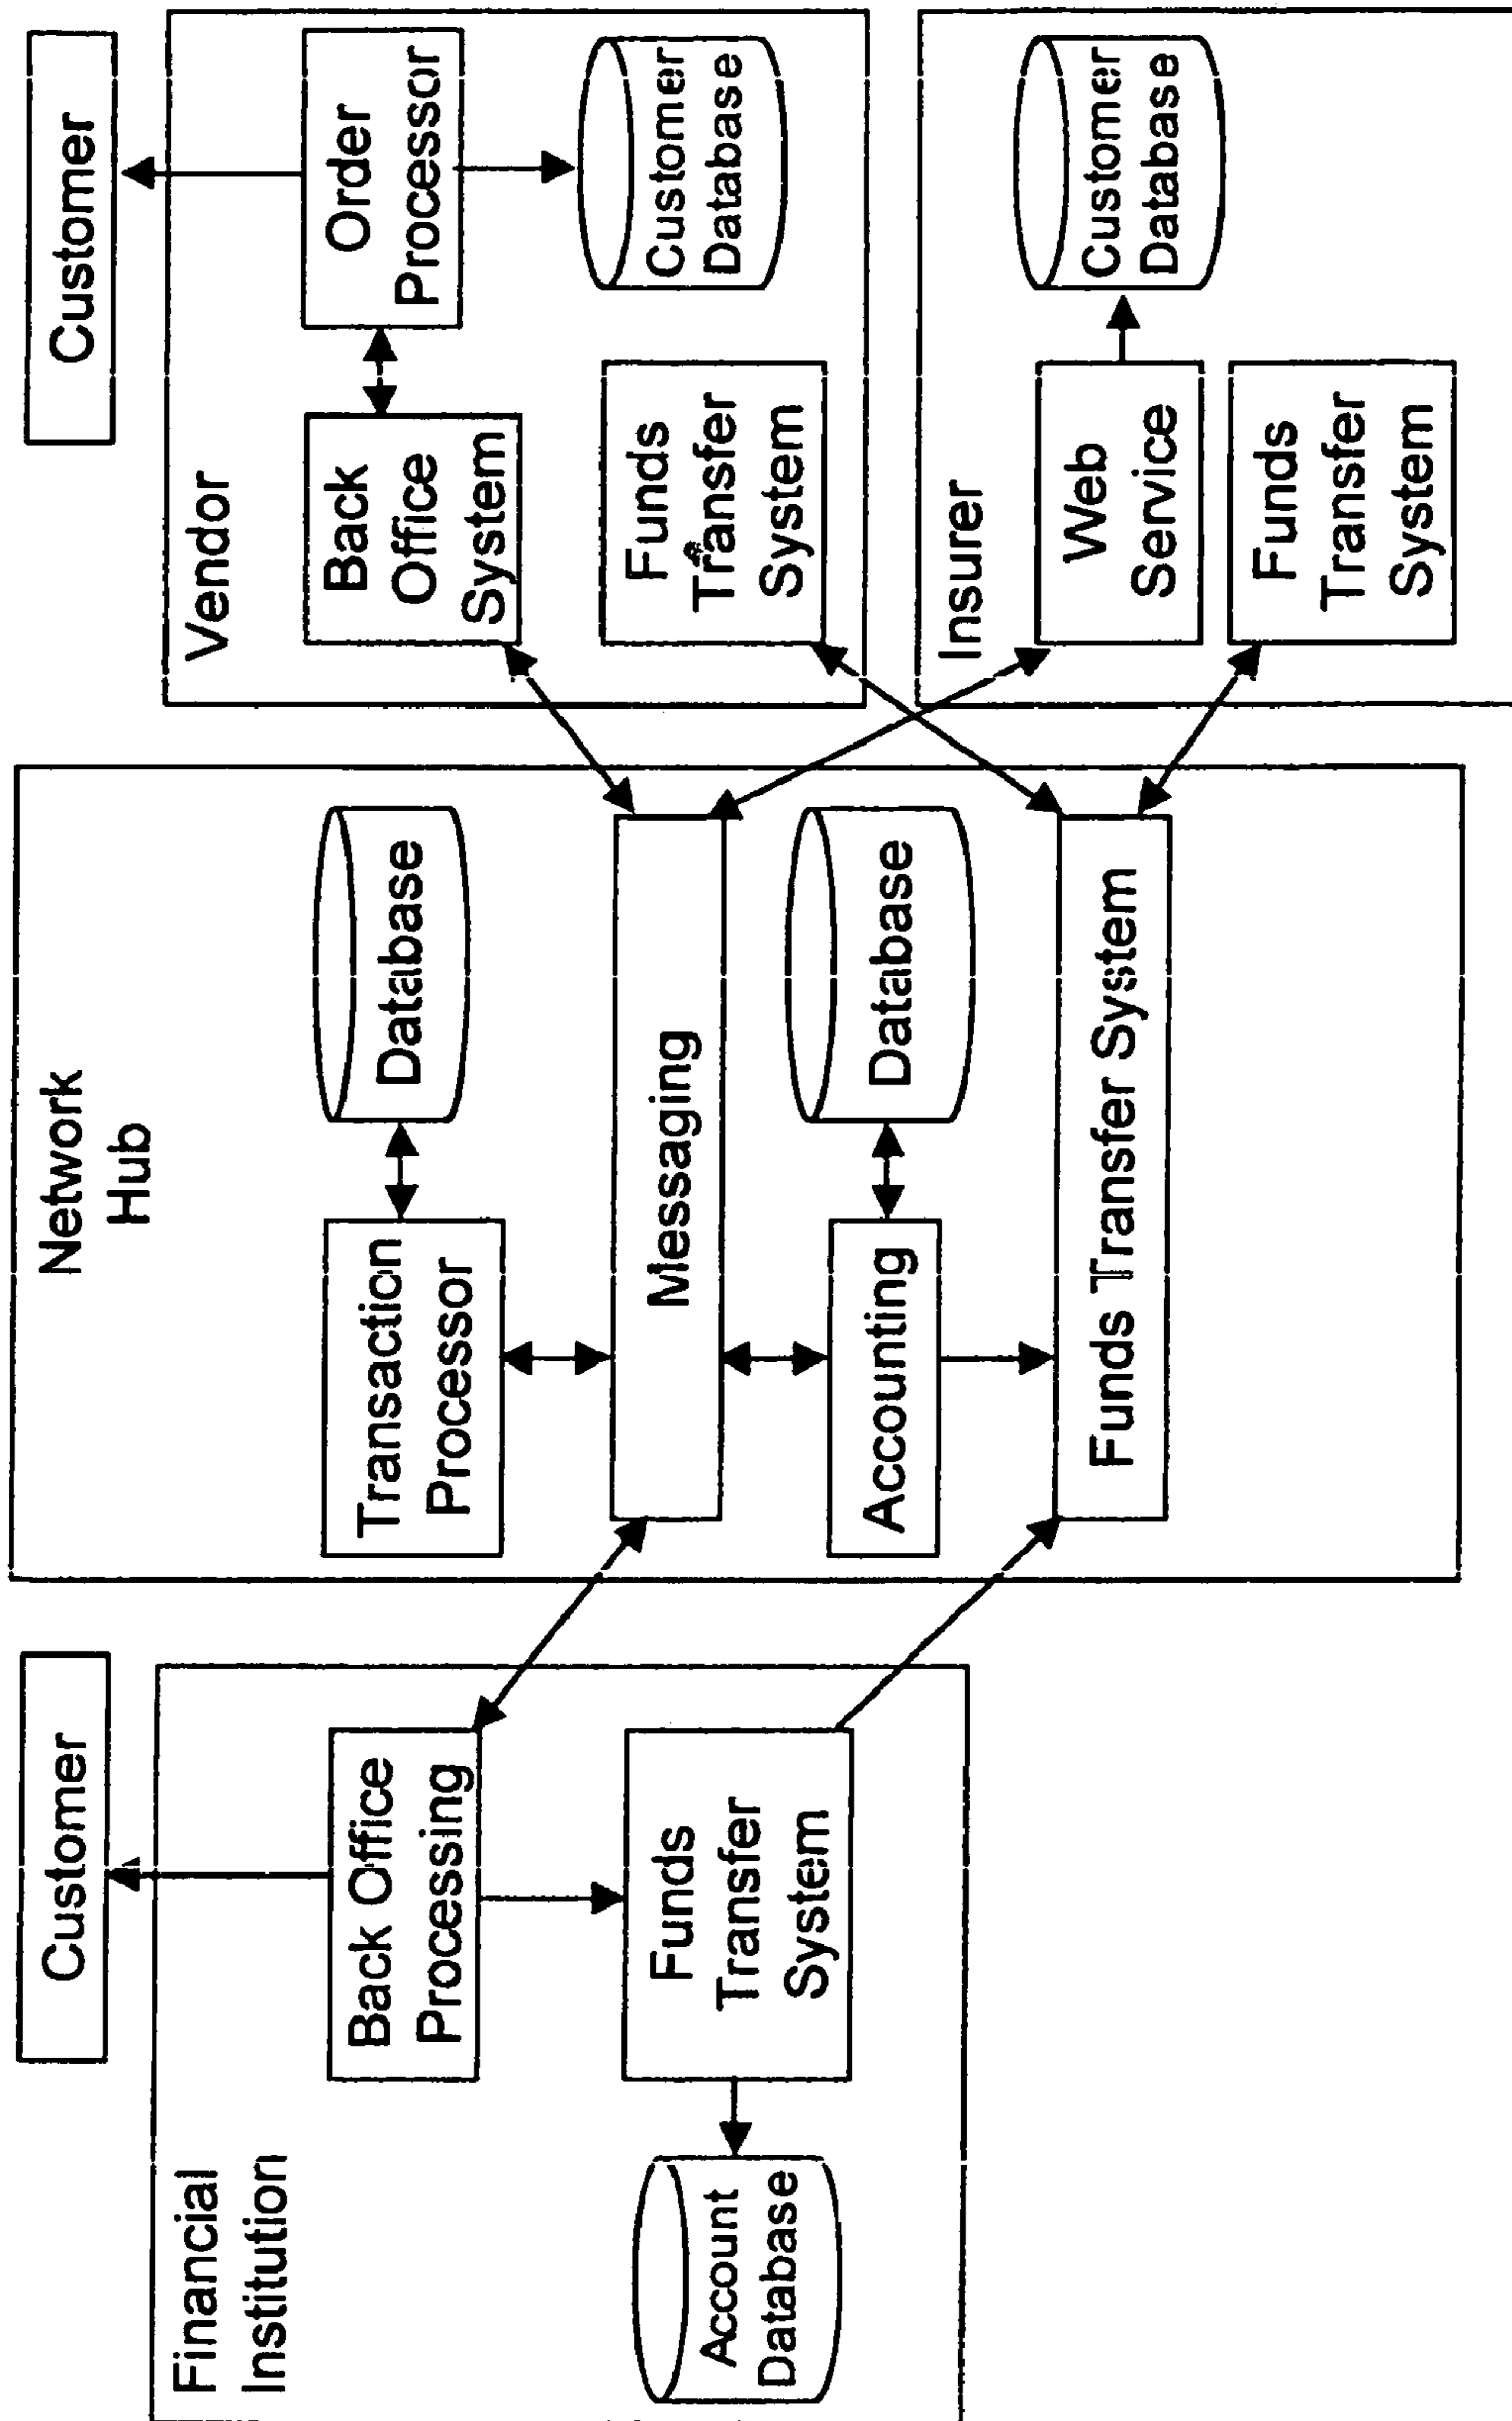 Customer
Financial
Institution
Back Office
Processing
Funds
Transfer
System
Account
Database
Network
Hub
Transaction
Processor
Database
Messaging
Accounting
Database
Funds Transfer System
Customer
Vendor
Back
Office
System
Order
Processor
Funds
Transfer
System
Customer
Database
Insurer
Web
Service
Customer
Database
Funds
Transfer
System